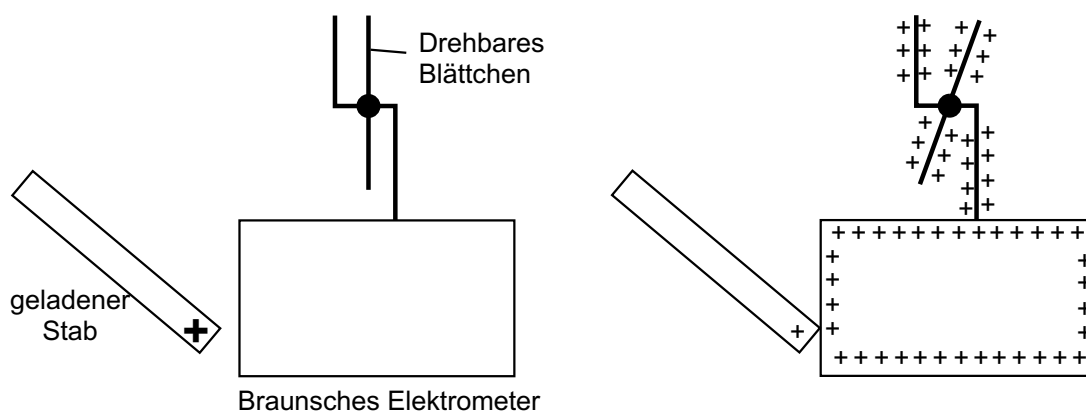 Drehbares
Blättchen
geladener
Stab
Braunsches Elektrometer